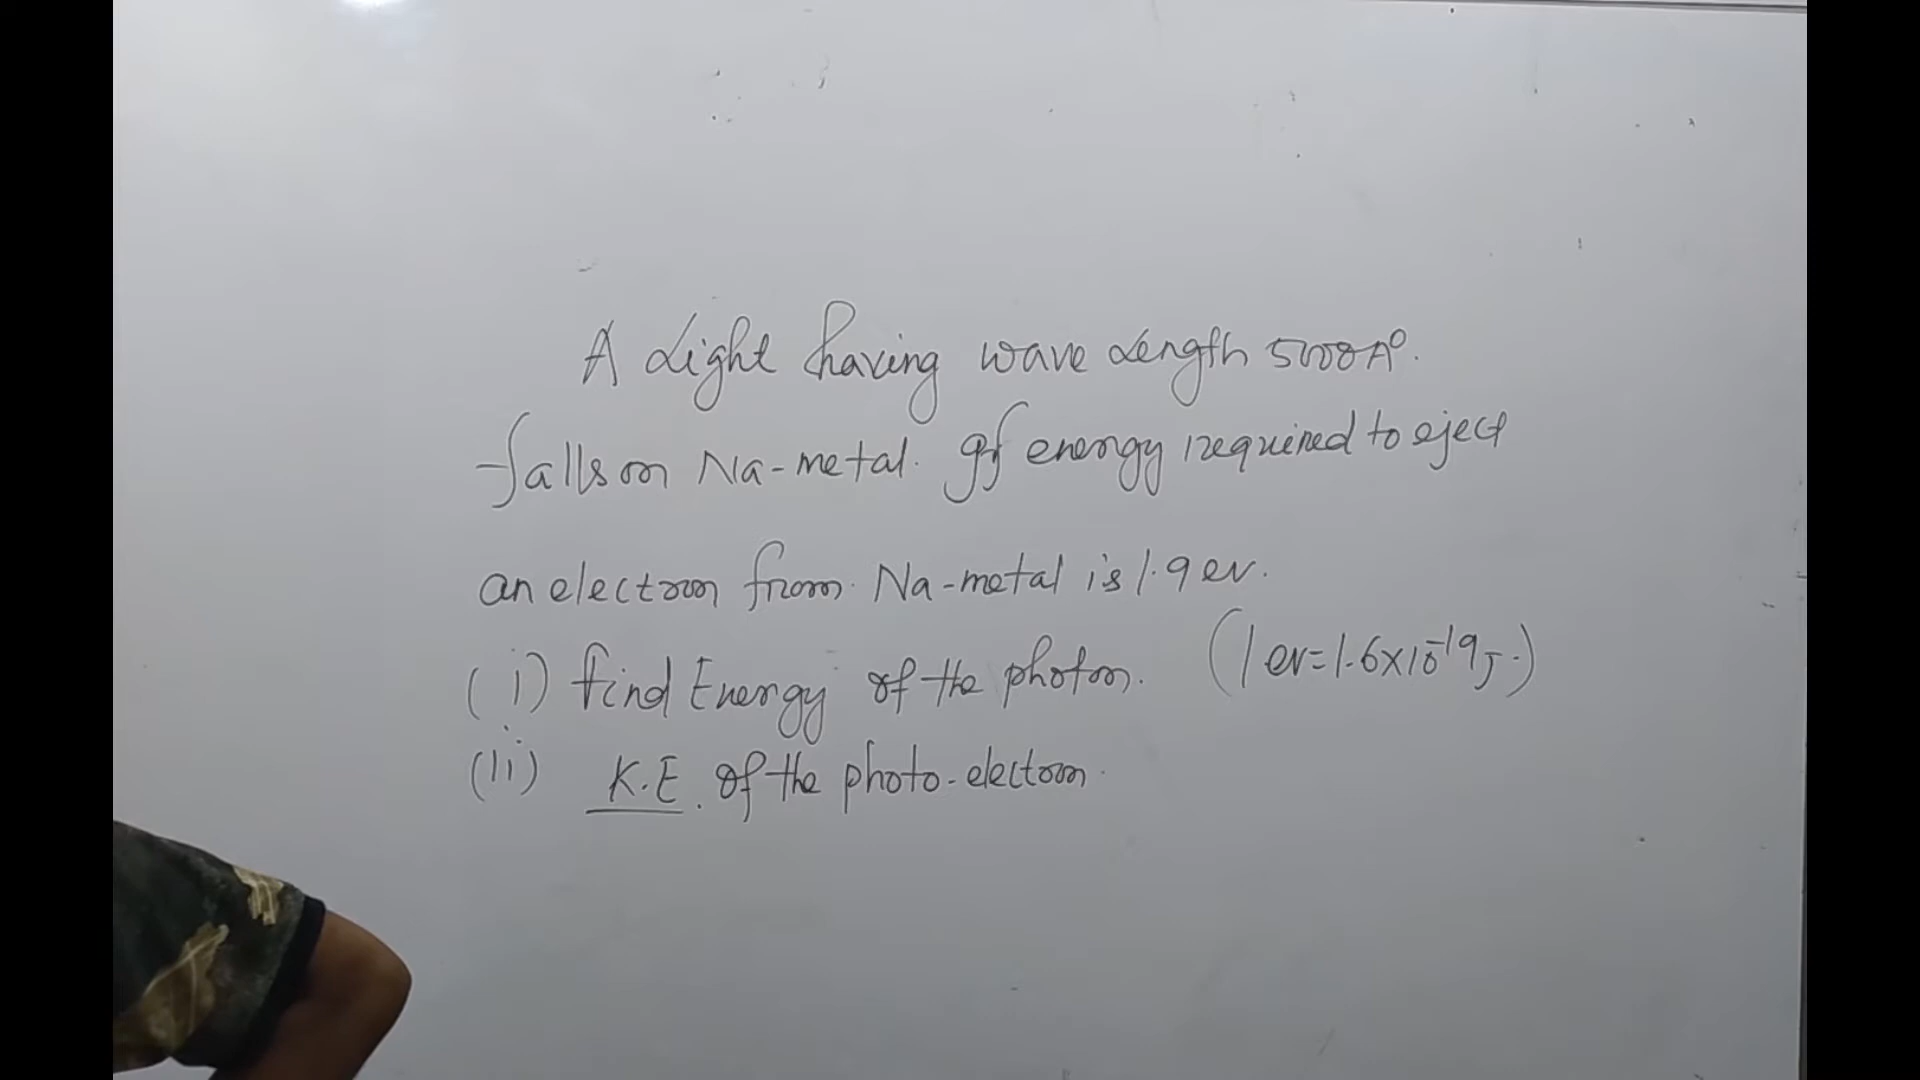 A Light having wave Length 5000A°.
falls on Na-metal. If energy required to eject
an electron from Na-metal is 1.9 ev.
(i) find Energy of the photon. (1 ev=1.6×10⁻¹⁹J.)
(ii) K.E. of the photo-electron.